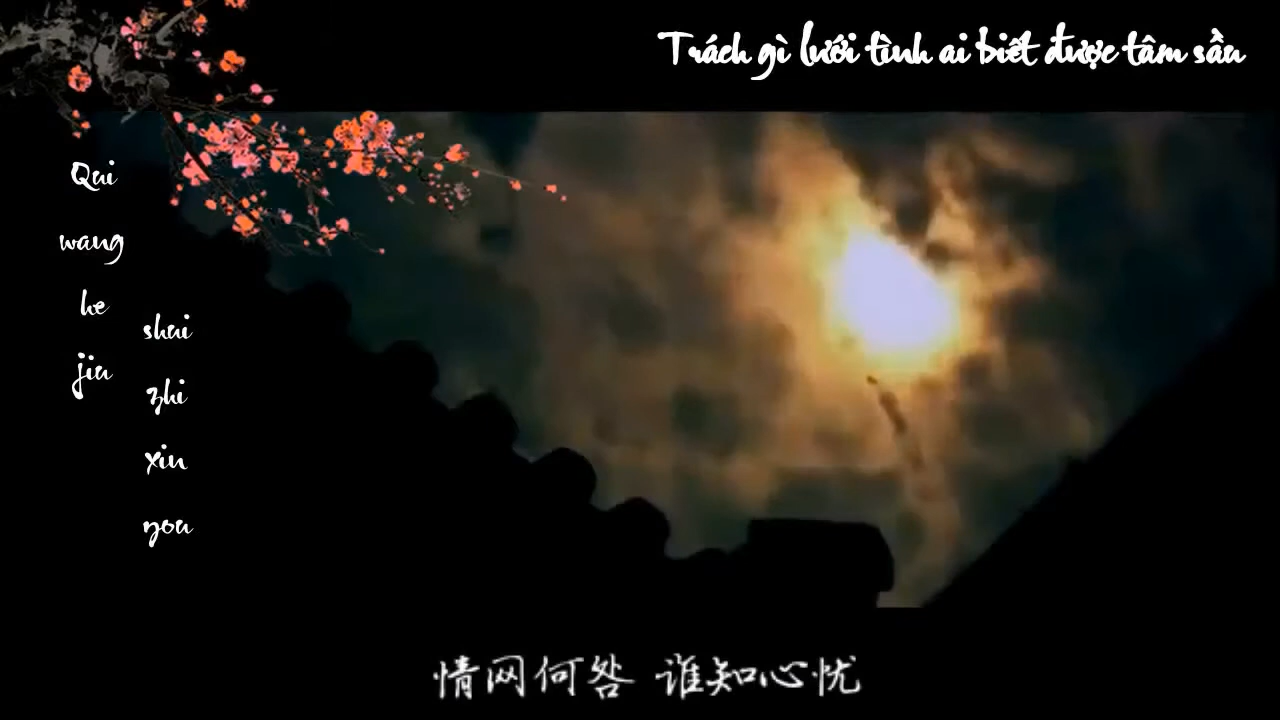 Trách gì lưới tình ai biết được tâm sầu
Qui
wang
he
jiu
shui
zhi
xin
you
情网何咎 谁知心忧